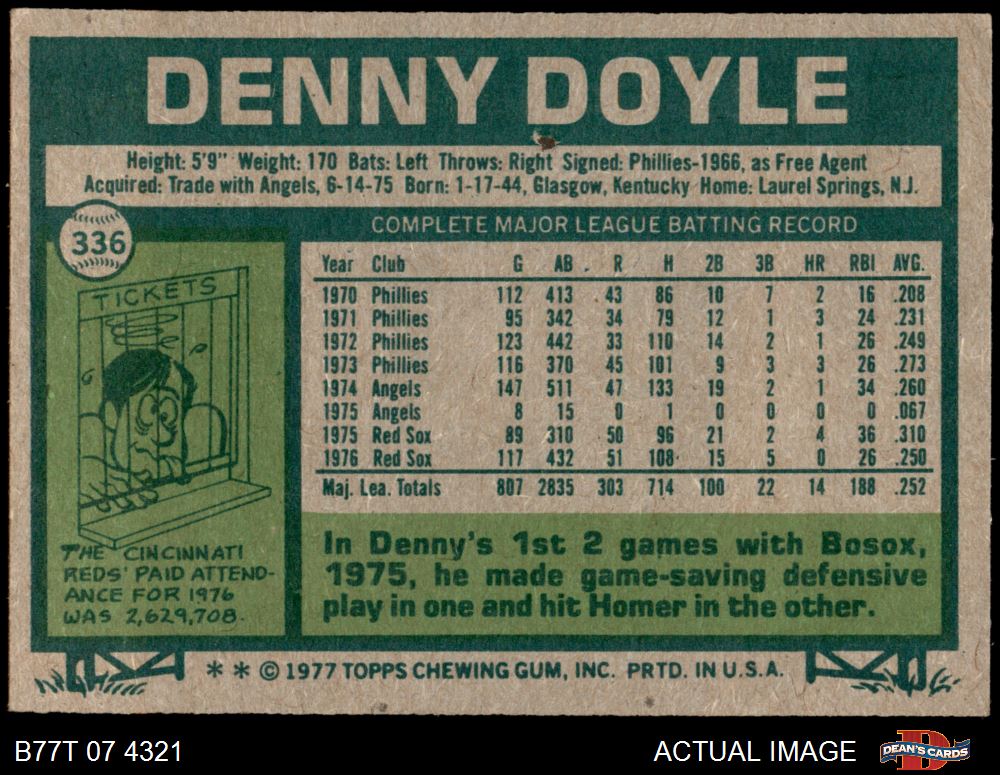 DENNY DOYLE
Height: 5'9" Weight: 170 Bats: Left Throws: Right Signed: Phillies-1966, as Free Agent
Acquired: Trade with Angels, 6-14-75 Born: 1-17-44, Glasgow, Kentucky Home: Laurel Springs, N.J.
336
COMPLETE MAJOR LEAGUE BATTING RECORD
Year Club G AB R H 2B 3B HR RBI AVG.
1970 Phillies 112 413 43 86 10 7 2 16 .208
1971 Phillies 95 342 34 79 12 1 3 24 .231
1972 Phillies 123 442 33 110 14 2 1 26 .249
1973 Phillies 116 370 45 101 9 3 3 26 .273
1974 Angels 147 511 47 133 19 2 1 34 .260
1975 Angels 8 15 0 1 0 0 0 0 .067
1975 Red Sox 89 310 50 96 21 2 4 36 .310
1976 Red Sox 117 432 51 108 15 5 0 26 .250
Maj. Lea. Totals 807 2835 303 714 100 22 14 188 .252
TICKETS
THE CINCINNATI
REDS' PAID ATTEND-
ANCE FOR 1976
WAS 2,629,708.
In Denny's 1st 2 games with Bosox,
1975, he made game-saving defensive
play in one and hit Homer in the other.
** © 1977 TOPPS CHEWING GUM, INC. PRTD. IN U.S.A.
B77T 07 4321
ACTUAL IMAGE
DEAN'S CARDS